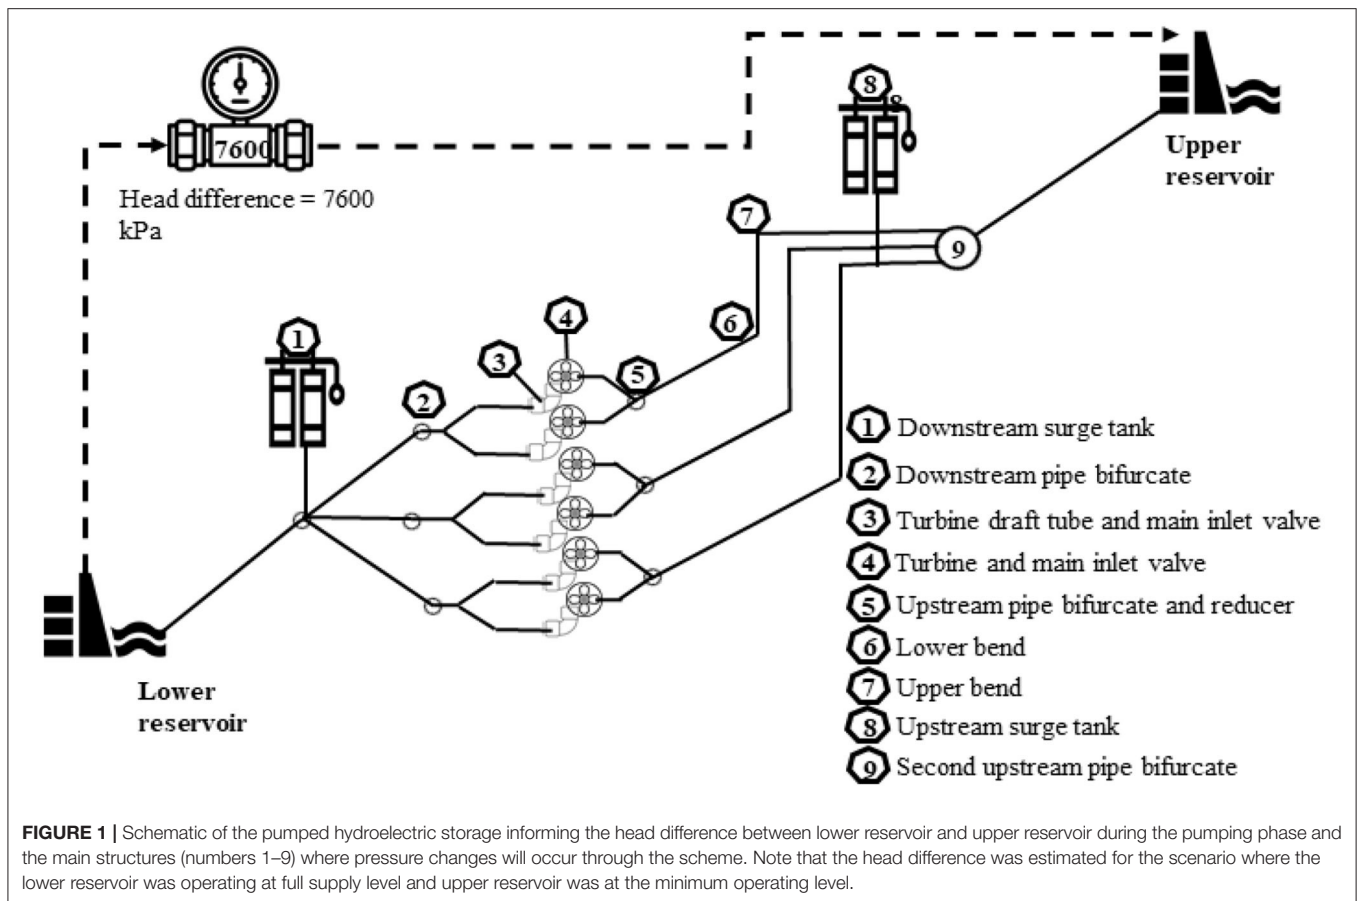 7600
Head difference = 7600
kPa
8
8
Upper
reservoir
7
9
6
1
4
3
5
2
1 Downstream surge tank
2 Downstream pipe bifurcate
3 Turbine draft tube and main inlet valve
4 Turbine and main inlet valve
5 Upstream pipe bifurcate and reducer
6 Lower bend
7 Upper bend
8 Upstream surge tank
9 Second upstream pipe bifurcate
Lower
reservoir
FIGURE 1 | Schematic of the pumped hydroelectric storage informing the head difference between lower reservoir and upper reservoir during the pumping phase and
the main structures (numbers 1–9) where pressure changes will occur through the scheme. Note that the head difference was estimated for the scenario where the
lower reservoir was operating at full supply level and upper reservoir was at the minimum operating level.